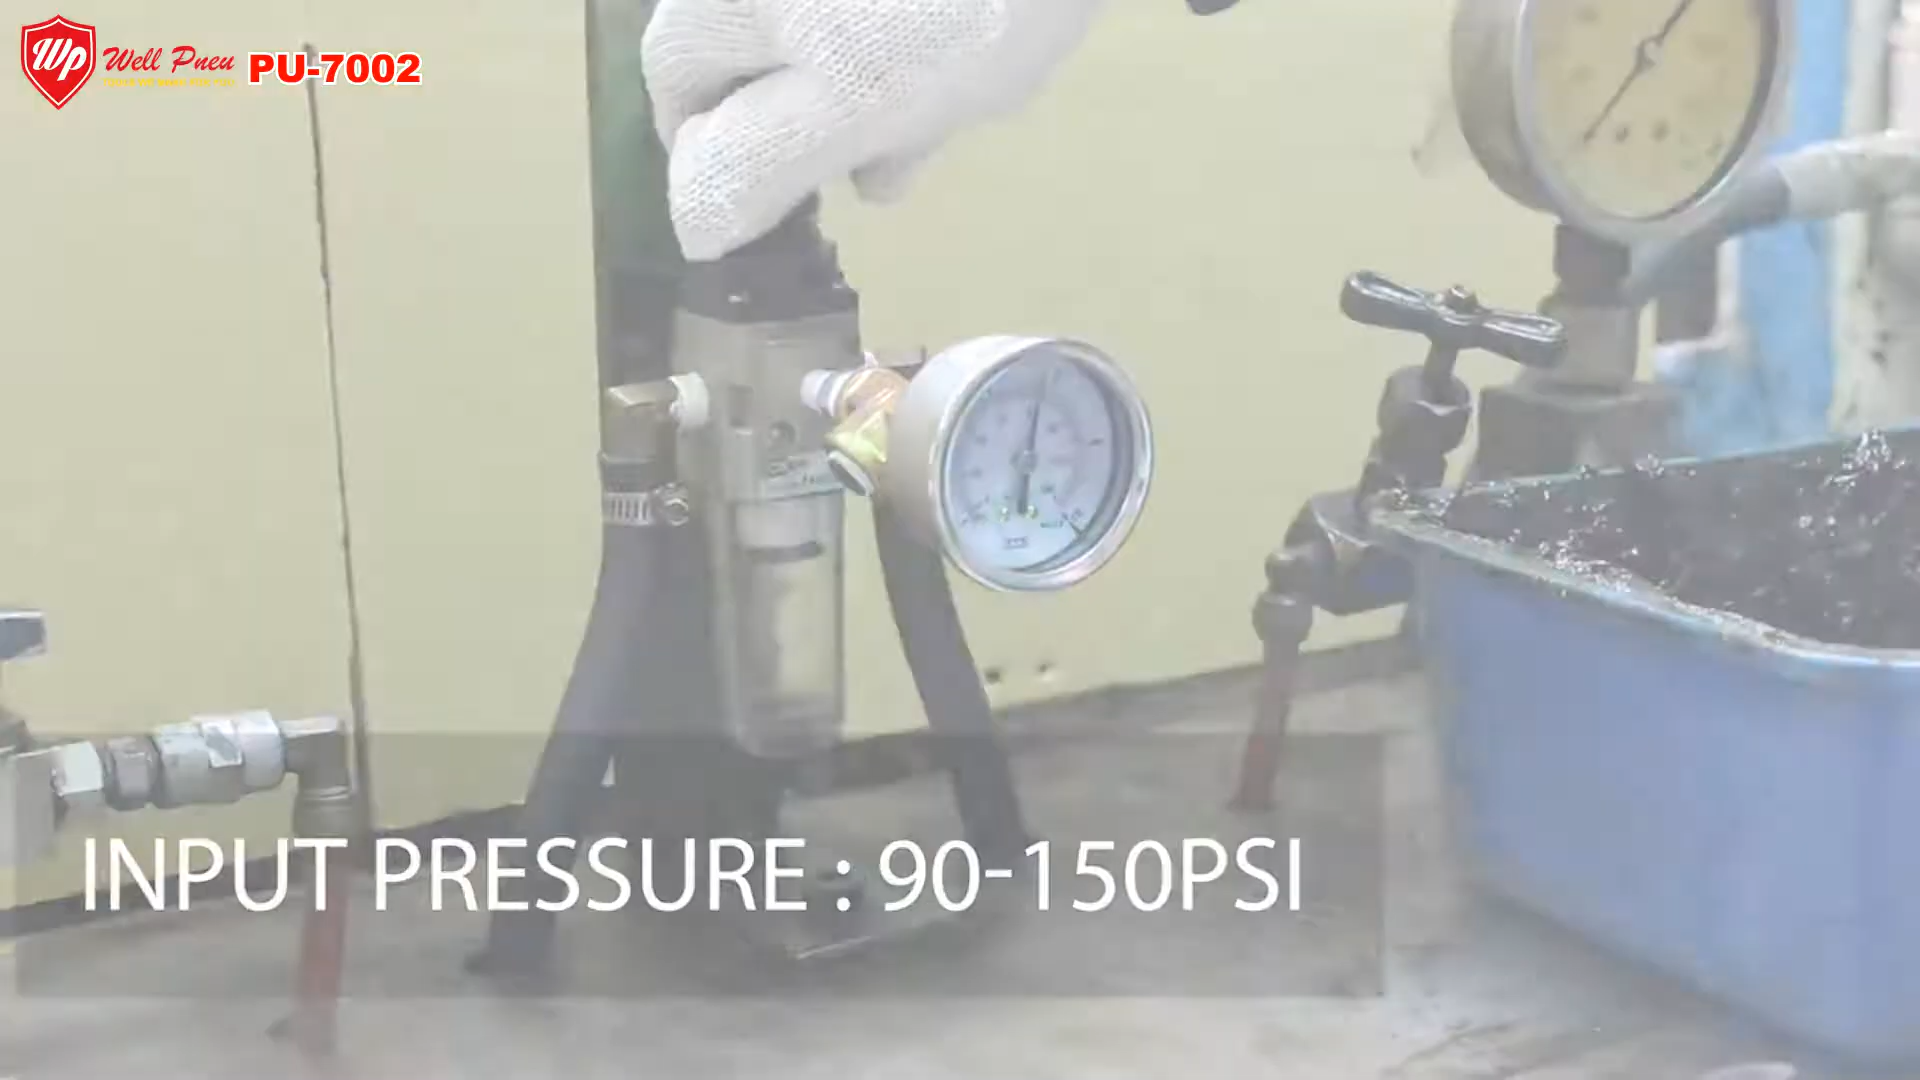 Wp Well Pneu PU-7002
INPUT PRESSURE : 90-150PSI